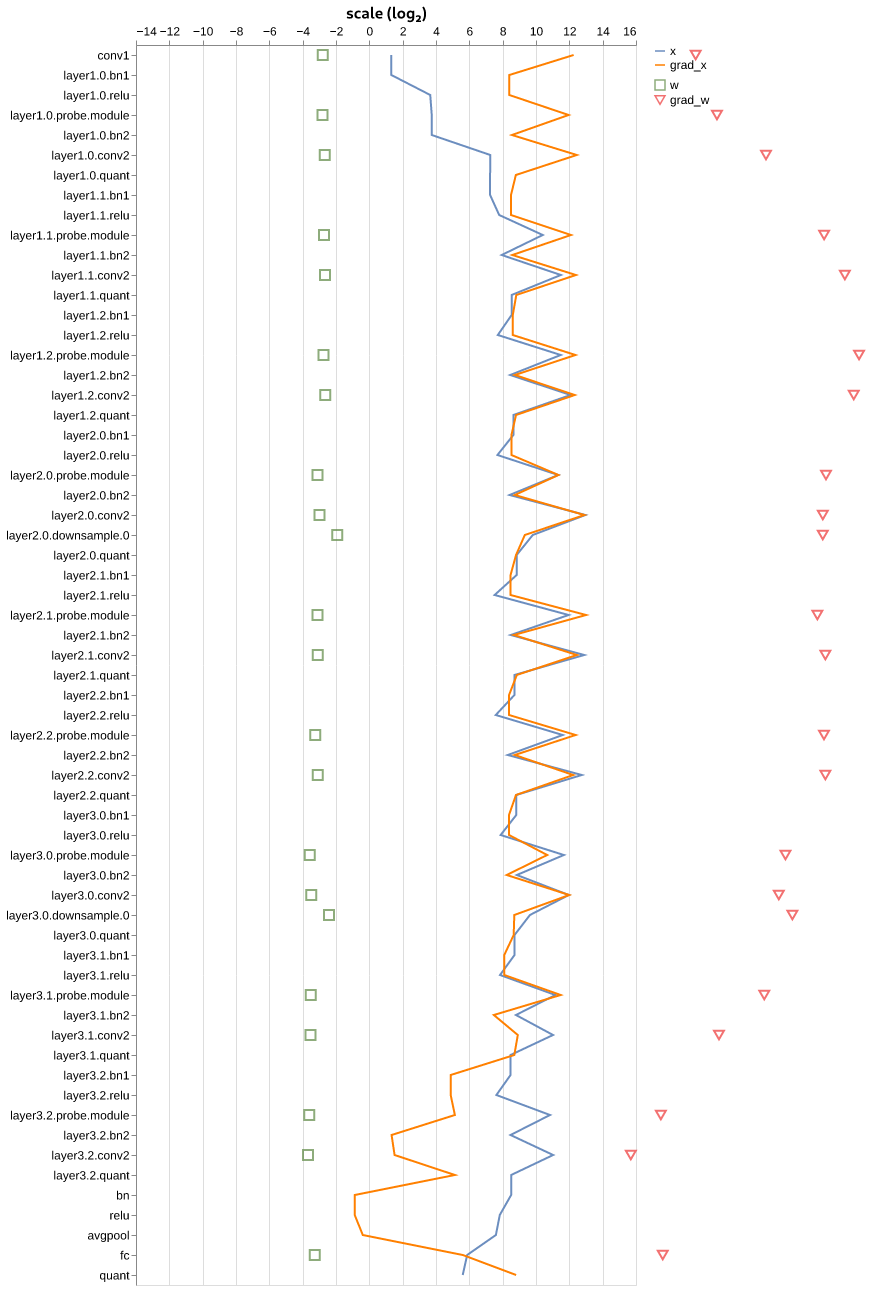 scale (log₂)
−14 −12 −10 −8 −6 −4 −2 0 2 4 6 8 10 12 14 16
x
grad_x
w
grad_w
conv1
layer1.0.bn1
layer1.0.relu
layer1.0.probe.module
layer1.0.bn2
layer1.0.conv2
layer1.0.quant
layer1.1.bn1
layer1.1.relu
layer1.1.probe.module
layer1.1.bn2
layer1.1.conv2
layer1.1.quant
layer1.2.bn1
layer1.2.relu
layer1.2.probe.module
layer1.2.bn2
layer1.2.conv2
layer1.2.quant
layer2.0.bn1
layer2.0.relu
layer2.0.probe.module
layer2.0.bn2
layer2.0.conv2
layer2.0.downsample.0
layer2.0.quant
layer2.1.bn1
layer2.1.relu
layer2.1.probe.module
layer2.1.bn2
layer2.1.conv2
layer2.1.quant
layer2.2.bn1
layer2.2.relu
layer2.2.probe.module
layer2.2.bn2
layer2.2.conv2
layer2.2.quant
layer3.0.bn1
layer3.0.relu
layer3.0.probe.module
layer3.0.bn2
layer3.0.conv2
layer3.0.downsample.0
layer3.0.quant
layer3.1.bn1
layer3.1.relu
layer3.1.probe.module
layer3.1.bn2
layer3.1.conv2
layer3.1.quant
layer3.2.bn1
layer3.2.relu
layer3.2.probe.module
layer3.2.bn2
layer3.2.conv2
layer3.2.quant
bn
relu
avgpool
fc
quant